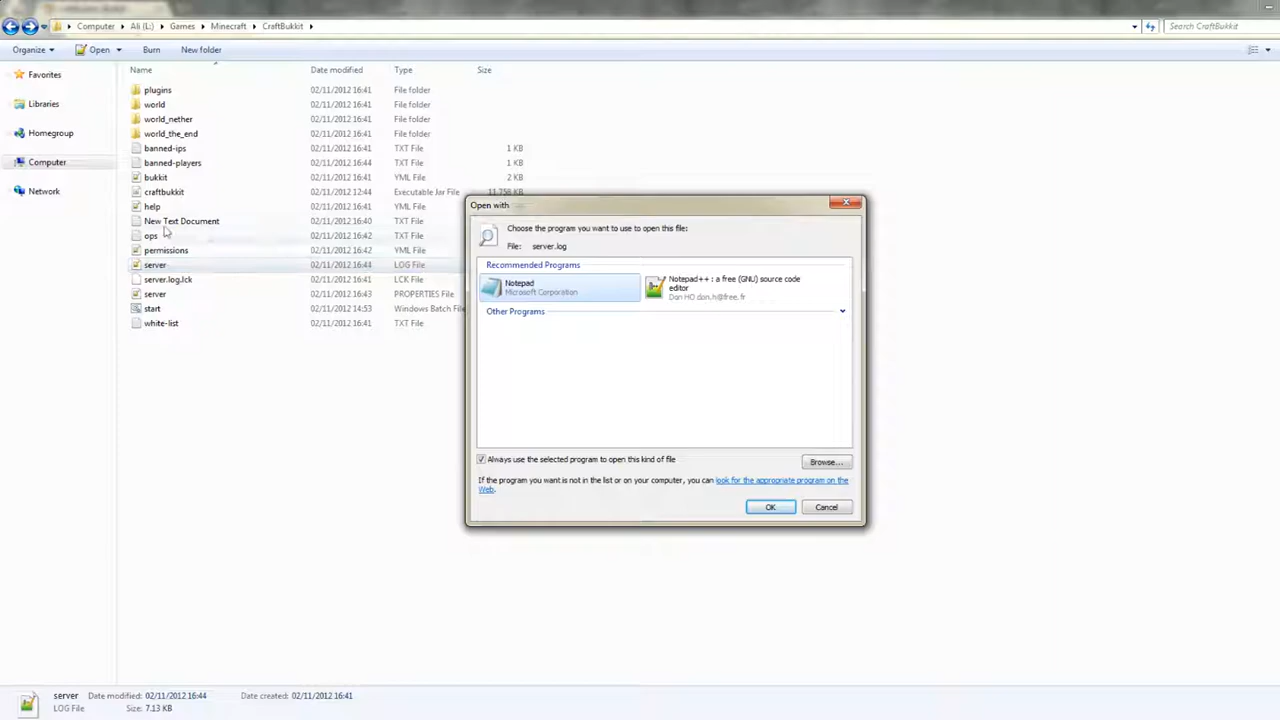 Computer ▸ Ali (L:) ▸ Games ▸ Minecraft ▸ CraftBukkit ▸
Search CraftBukkit
Organize Open Burn New folder
Name Date modified Type Size
Favorites
Libraries
Homegroup
Computer
Network
plugins 02/11/2012 16:41 File folder
world 02/11/2012 16:41 File folder
world_nether 02/11/2012 16:41 File folder
world_the_end 02/11/2012 16:41 File folder
banned-ips 02/11/2012 16:41 TXT File 1 KB
banned-players 02/11/2012 16:44 TXT File 1 KB
bukkit 02/11/2012 16:41 YML File 2 KB
craftbukkit 02/11/2012 12:44 Executable Jar File 11,756 KB
help 02/11/2012 16:41 YML File
New Text Document 02/11/2012 16:40 TXT File
ops 02/11/2012 16:42 TXT File
permissions 02/11/2012 16:42 YML File
server 02/11/2012 16:44 LOG File
server.log.lck 02/11/2012 16:41 LCK File
server 02/11/2012 16:43 PROPERTIES File
start 02/11/2012 14:53 Windows Batch File
white-list 02/11/2012 16:41 TXT File
Open with
Choose the program you want to use to open this file:
File: server.log
Recommended Programs
Notepad
Microsoft Corporation
Notepad++ : a free (GNU) source code
editor
Don HO don.h@free.fr
Other Programs
Always use the selected program to open this kind of file
Browse...
If the program you want is not in the list or on your computer, you can look for the appropriate program on the
Web.
OK Cancel
server Date modified: 02/11/2012 16:44 Date created: 02/11/2012 16:41
LOG File Size: 7.13 KB